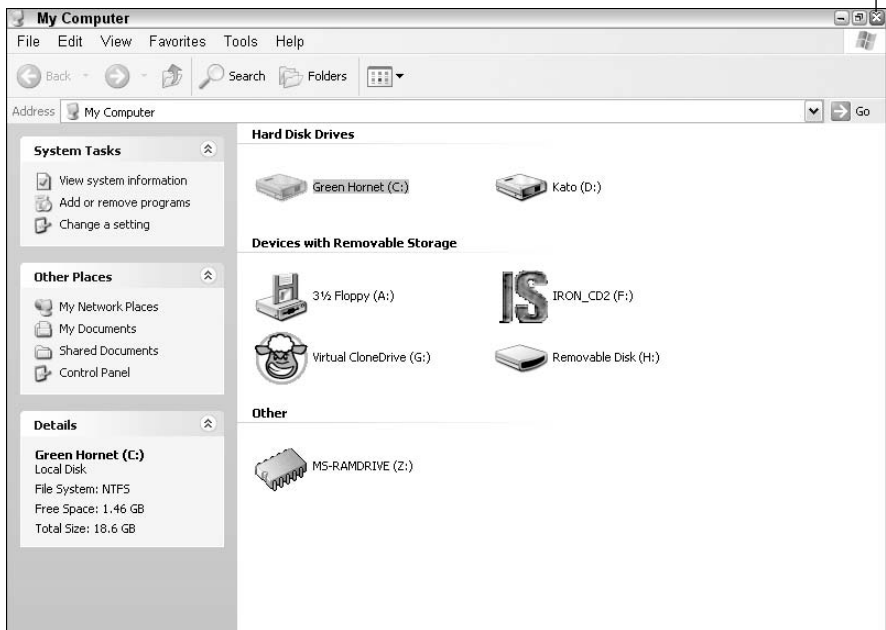 My Computer
File Edit View Favorites Tools Help
Back Search Folders
Address My Computer Go
System Tasks
View system information
Add or remove programs
Change a setting
Other Places
My Network Places
My Documents
Shared Documents
Control Panel
Details
Green Hornet (C:)
Local Disk
File System: NTFS
Free Space: 1.46 GB
Total Size: 18.6 GB
Hard Disk Drives
Green Hornet (C:) Kato (D:)
Devices with Removable Storage
3½ Floppy (A:) IS IRON_CD2 (F:)
Virtual CloneDrive (G:) Removable Disk (H:)
Other
MS-RAMDRIVE (Z:)